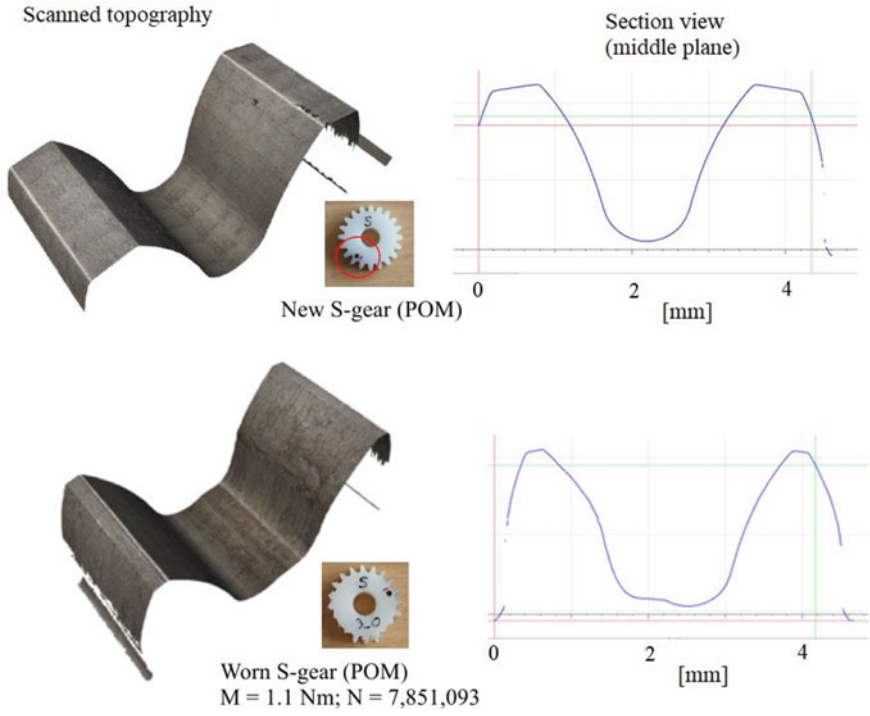 Scanned topography
Section view
(middle plane)
S
New S-gear (POM)
0
2
4
[mm]
S
3_0
Worn S-gear (POM)
M = 1.1 Nm; N = 7,851,093
0
2
4
[mm]